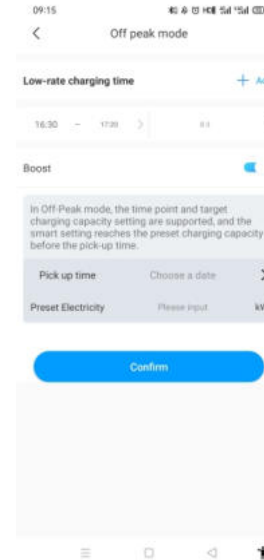 09:15
Off peak mode
Low-rate charging time
16:30 – 17:20
Boost
In Off-Peak mode, the time point and target
charging capacity setting are supported, and the
smart setting reaches the preset charging capacity
before the pick-up time.
Pick up time Choose a date
Preset Electricity Please input
Confirm